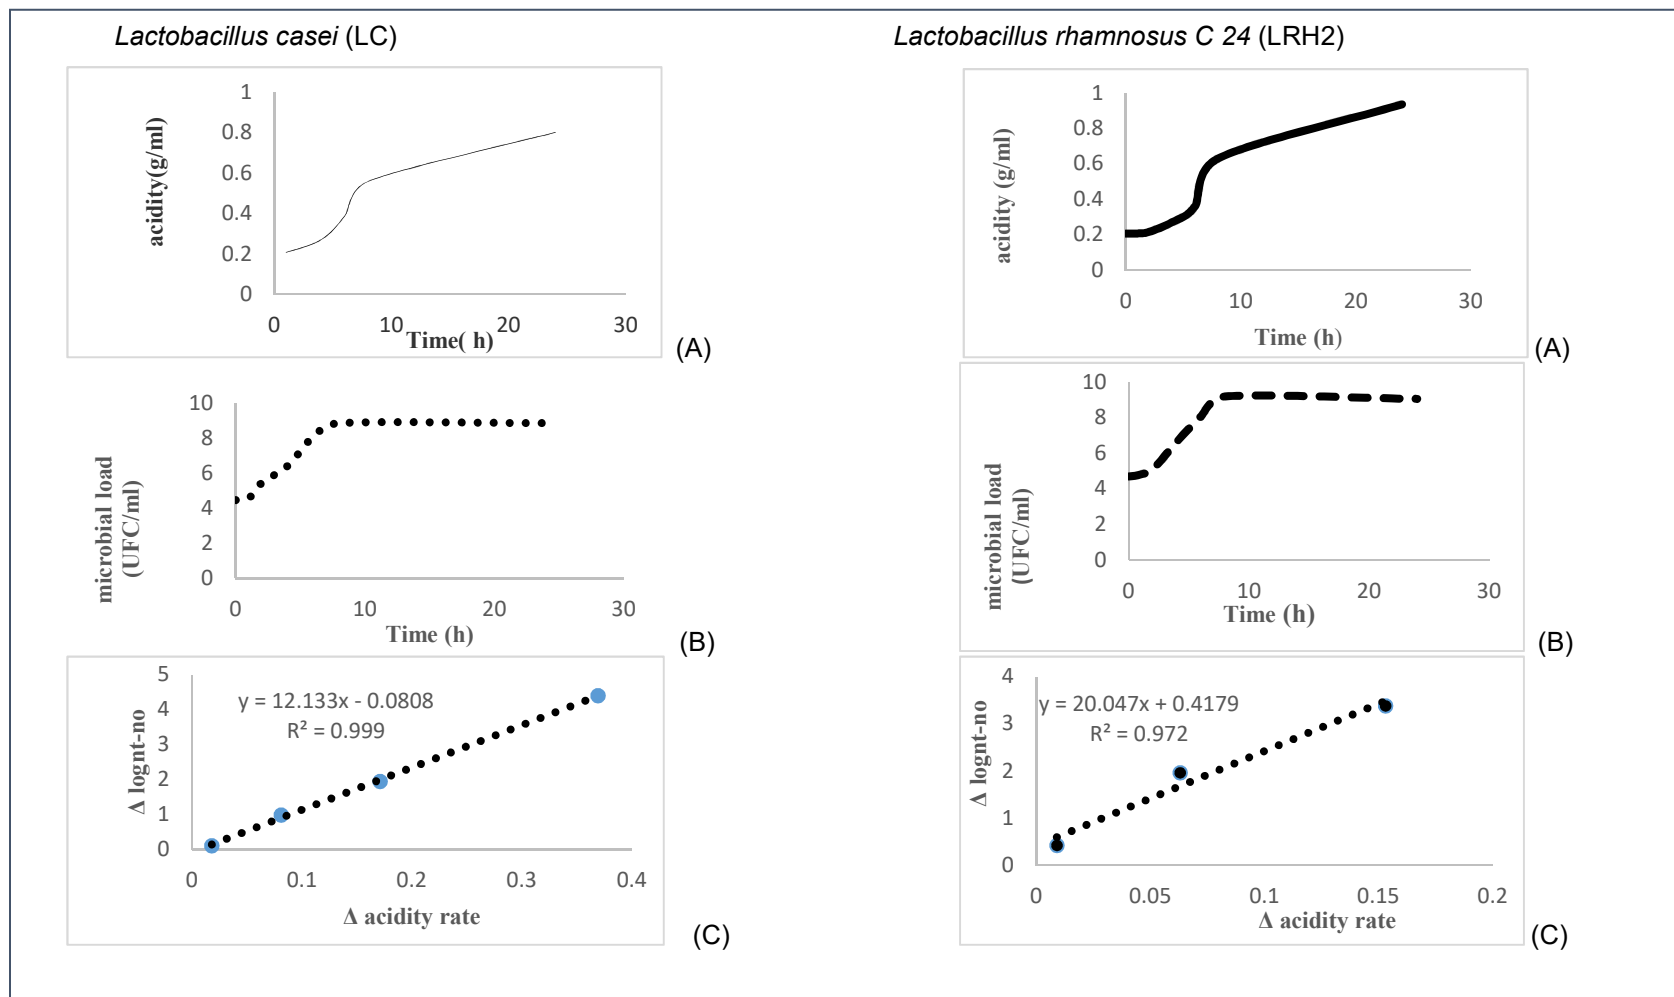 Lactobacillus casei (LC)
Lactobacillus rhamnosus C 24 (LRH2)
1
0.8
0.6
0.4
0.2
0
acidity(g/ml)
0 10 20 30
Time( h)
(A)
1
0.8
0.6
0.4
0.2
0
acidity (g/ml)
0 10 20 30
Time (h)
(A)
10
8
6
4
2
0
microbial load
(UFC/ml)
0 10 20 30
Time (h)
(B)
10
8
6
4
2
0
microbial load
(UFC/ml)
0 10 20 30
Time (h)
(B)
5
4
3
2
1
0
Δ lognt-no
y = 12.133x - 0.0808
R² = 0.999
0 0.1 0.2 0.3 0.4
Δ acidity rate
(C)
4
3
2
1
0
Δ lognt-no
y = 20.047x + 0.4179
R² = 0.972
0 0.05 0.1 0.15 0.2
Δ acidity rate
(C)